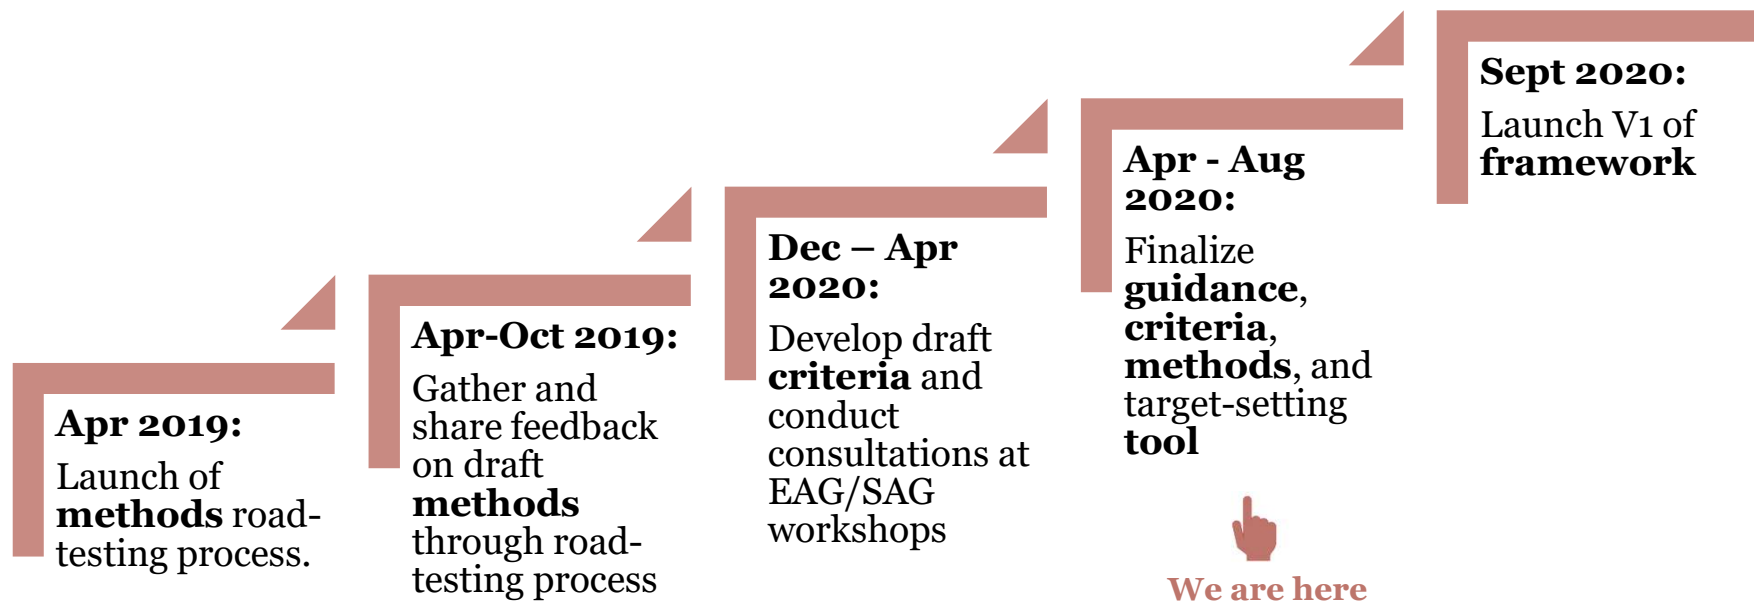 Apr 2019:
Launch of
methods road-
testing process.
Apr-Oct 2019:
Gather and
share feedback
on draft
methods
through road-
testing process
Dec – Apr
2020:
Develop draft
criteria and
conduct
consultations at
EAG/SAG
workshops
Apr - Aug
2020:
Finalize
guidance,
criteria,
methods, and
target-setting
tool
We are here
Sept 2020:
Launch V1 of
framework